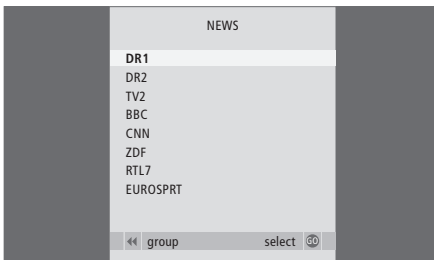 NEWS
DR1
DR2
TV2
BBC
CNN
ZDF
RTL7
EUROSPRT
group select GO